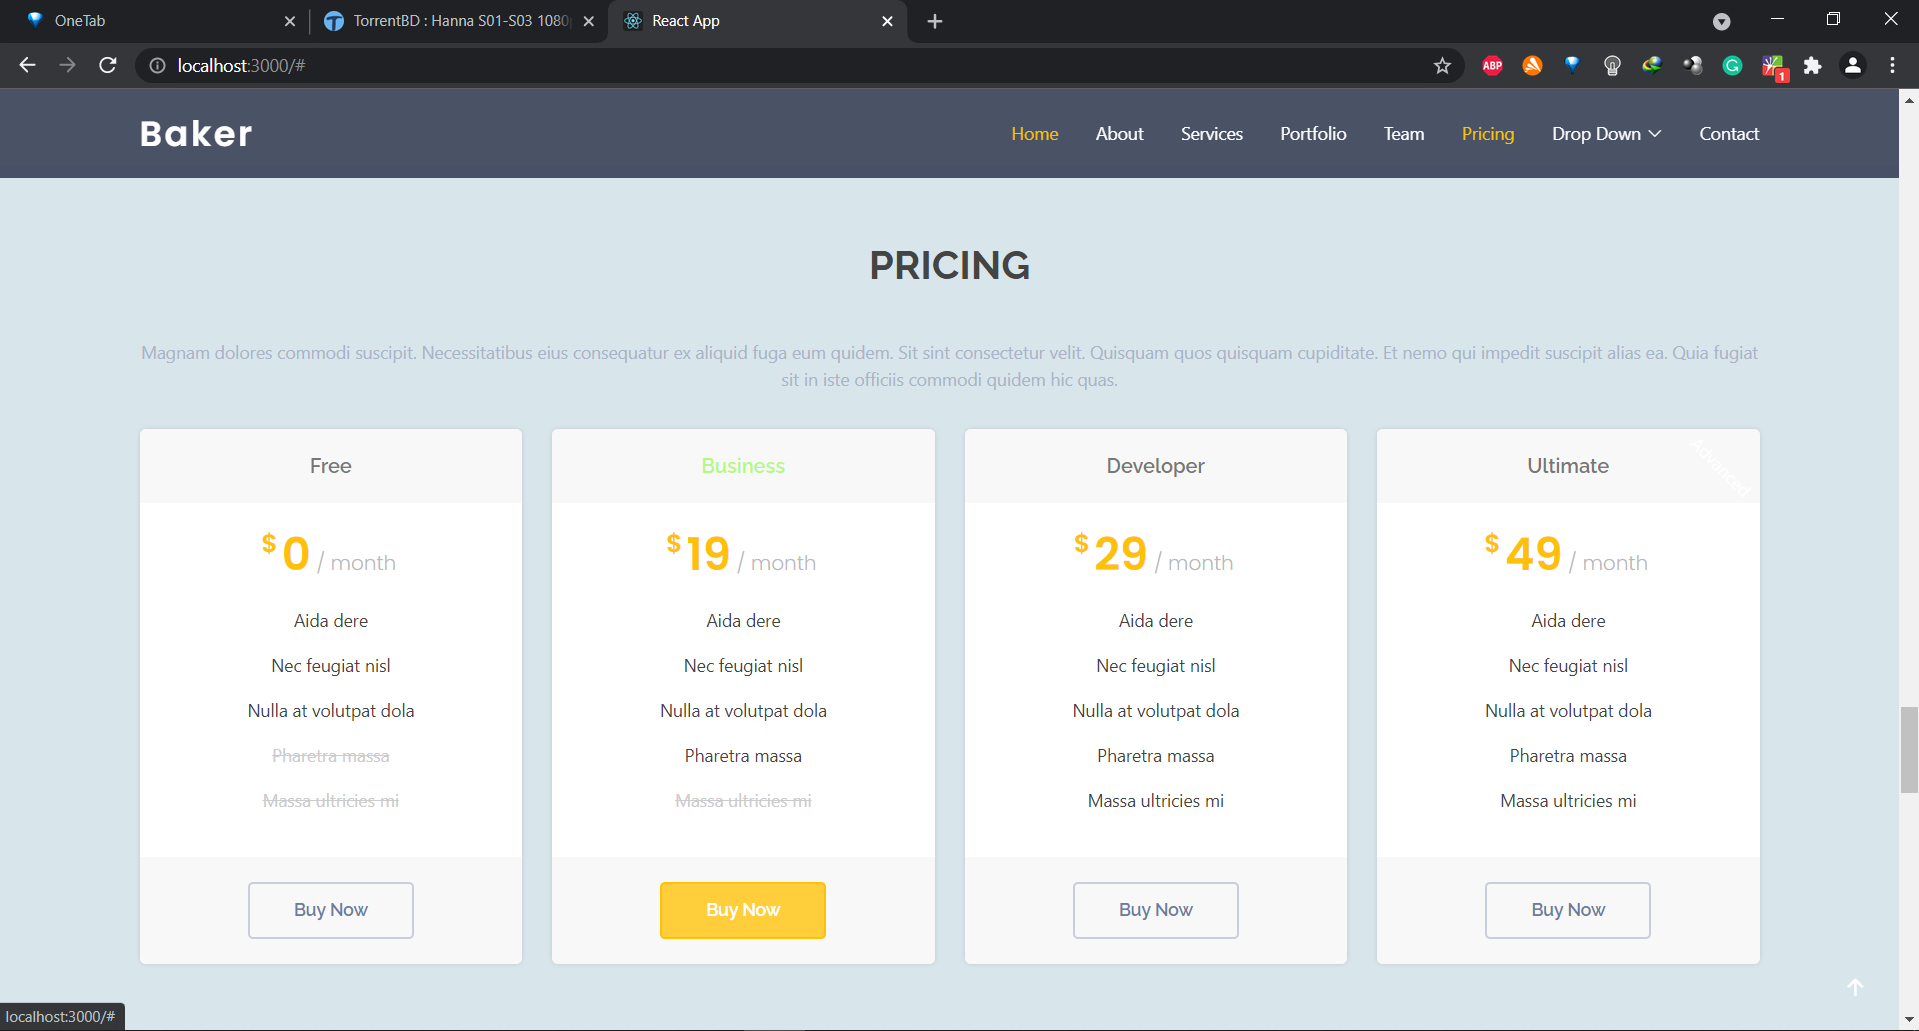 OneTab
TorrentBD : Hanna S01-S03 1080
React App
localhost:3000/#
ABP
1
Baker
Home About Services Portfolio Team Pricing Drop Down Contact
PRICING
Magnam dolores commodi suscipit. Necessitatibus eius consequatur ex aliquid fuga eum quidem. Sit sint consectetur velit. Quisquam quos quisquam cupiditate. Et nemo qui impedit suscipit alias ea. Quia fugiat
sit in iste officiis commodi quidem hic quas.
Free
$0 / month
Aida dere
Nec feugiat nisl
Nulla at volutpat dola
Pharetra massa
Massa ultricies mi
Buy Now
Business
$19 / month
Aida dere
Nec feugiat nisl
Nulla at volutpat dola
Pharetra massa
Massa ultricies mi
Buy Now
Developer
$29 / month
Aida dere
Nec feugiat nisl
Nulla at volutpat dola
Pharetra massa
Massa ultricies mi
Buy Now
Ultimate
Advanced
$49 / month
Aida dere
Nec feugiat nisl
Nulla at volutpat dola
Pharetra massa
Massa ultricies mi
Buy Now
localhost:3000/#